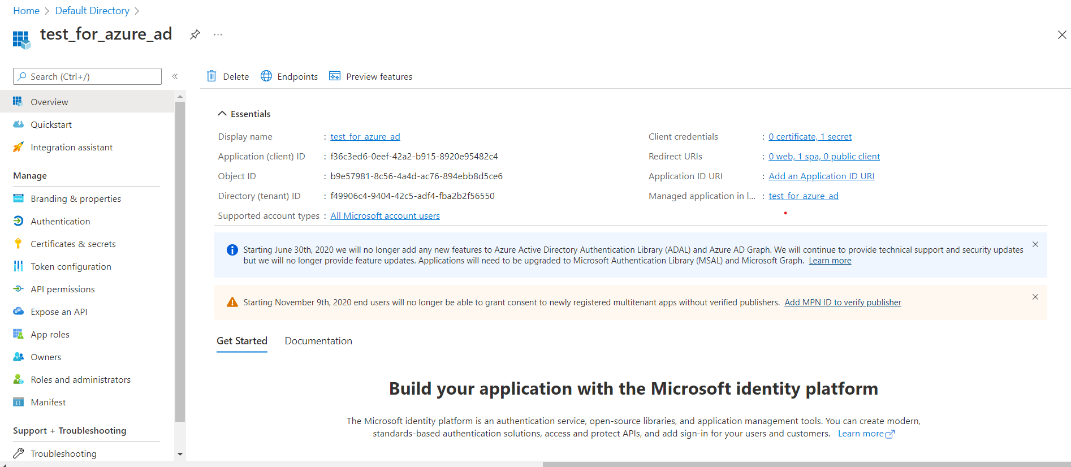 Home > Default Directory >
test_for_azure_ad ...
Search (Ctrl+/) «
Overview
Quickstart
Integration assistant
Manage
Branding & properties
Authentication
Certificates & secrets
Token configuration
API permissions
Expose an API
App roles
Owners
Roles and administrators
Manifest
Support + Troubleshooting
Troubleshooting
Delete Endpoints Preview features
Essentials
Display name : test_for_azure_ad
Application (client) ID : f36c3ed6-0eef-42a2-b915-8920e95482c4
Object ID : b9e57981-8c56-4a4d-ac76-894ebb8d5ce6
Directory (tenant) ID : f49906c4-9404-42c5-adf4-fba2b2f56550
Supported account types : All Microsoft account users
Client credentials : 0 certificate, 1 secret
Redirect URIs : 0 web, 1 spa, 0 public client
Application ID URI : Add an Application ID URI
Managed application in l... : test_for_azure_ad
Starting June 30th, 2020 we will no longer add any new features to Azure Active Directory Authentication Library (ADAL) and Azure AD Graph. We will continue to provide technical support and security updates
but we will no longer provide feature updates. Applications will need to be upgraded to Microsoft Authentication Library (MSAL) and Microsoft Graph. Learn more
Starting November 9th, 2020 end users will no longer be able to grant consent to newly registered multitenant apps without verified publishers. Add MPN ID to verify publisher
Get Started Documentation
Build your application with the Microsoft identity platform
The Microsoft identity platform is an authentication service, open-source libraries, and application management tools. You can create modern,
standards-based authentication solutions, access and protect APIs, and add sign-in for your users and customers. Learn more